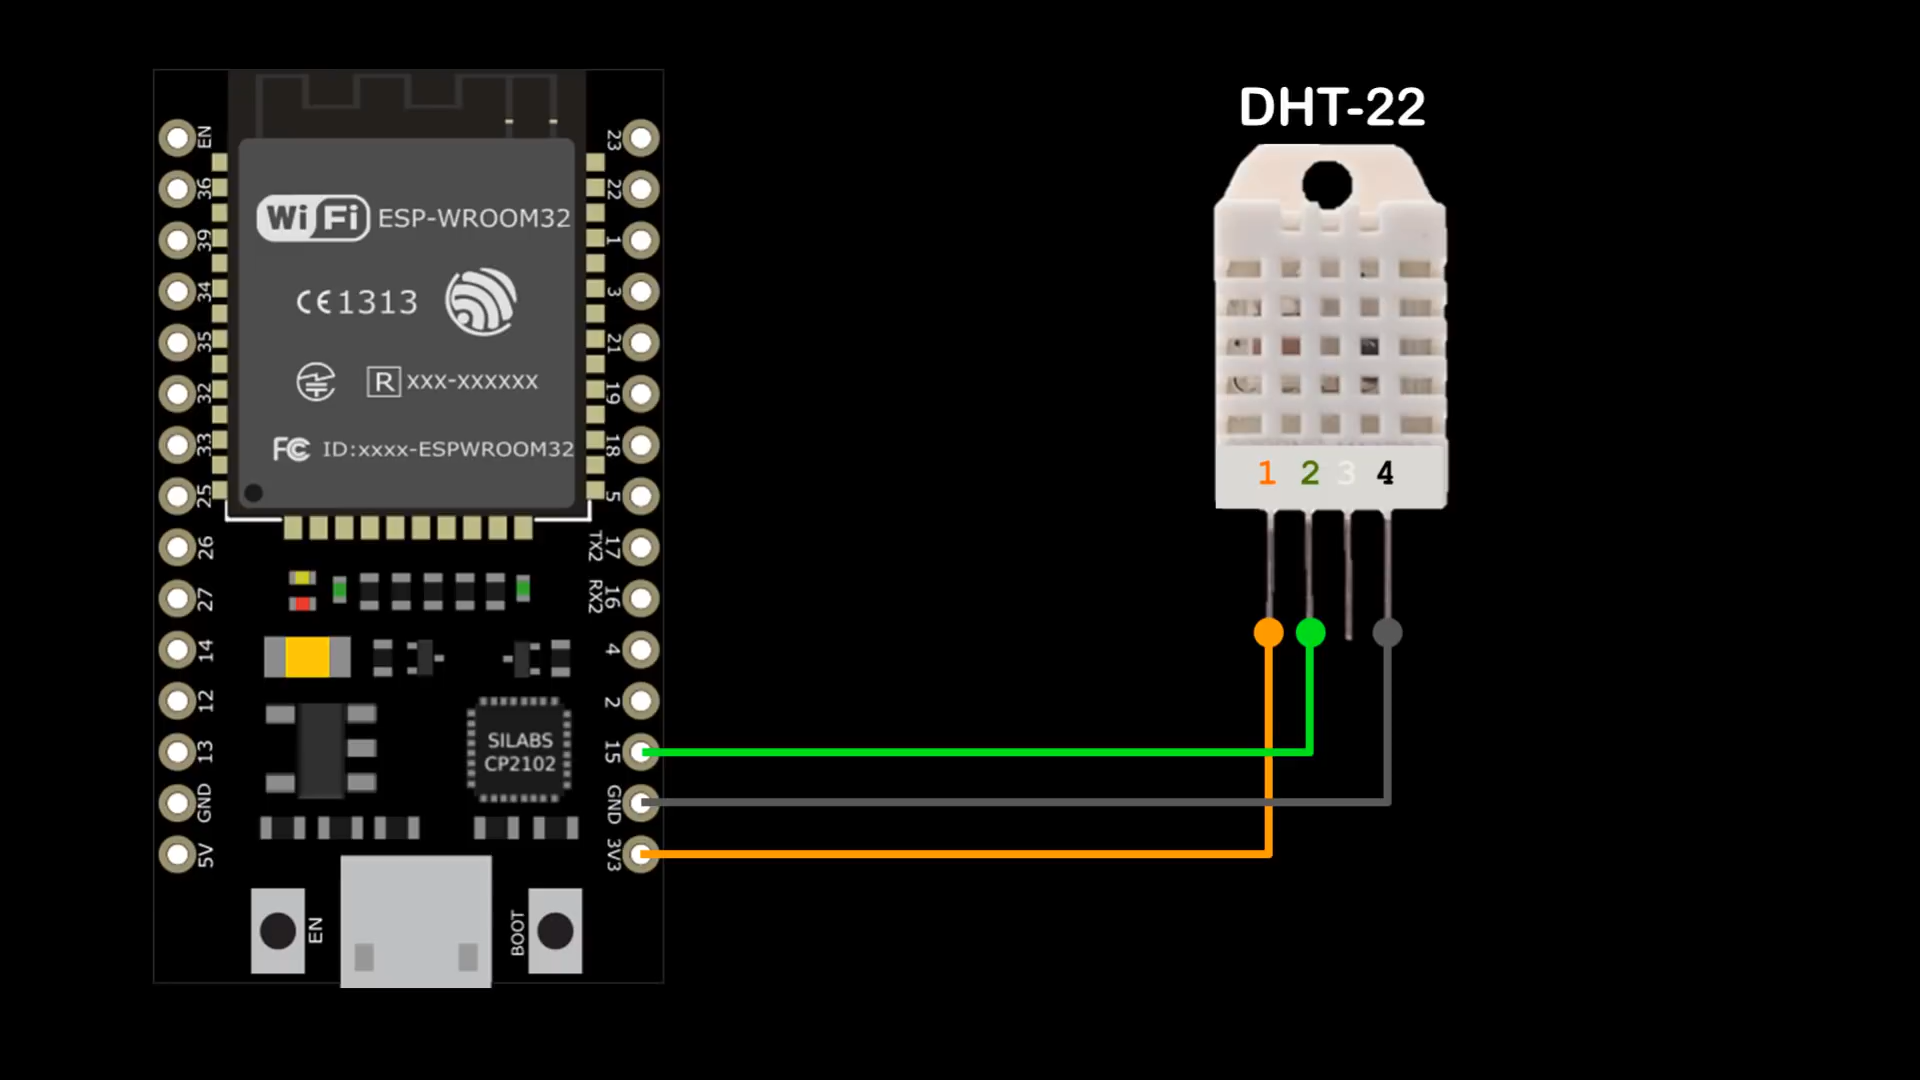 DHT-22
EN
36
39
34
35
32
33
25
26
27
14
12
13
GND
5V
WiFi ESP-WROOM32
CE1313
R xxx-xxxxxx
FC ID:xxxx-ESPWROOM32
SILABS
CP2102
EN
BOOT
23
22
1
3
21
19
18
5
17
TX2
16
RX2
4
2
15
GND
3V3
1 2 3 4